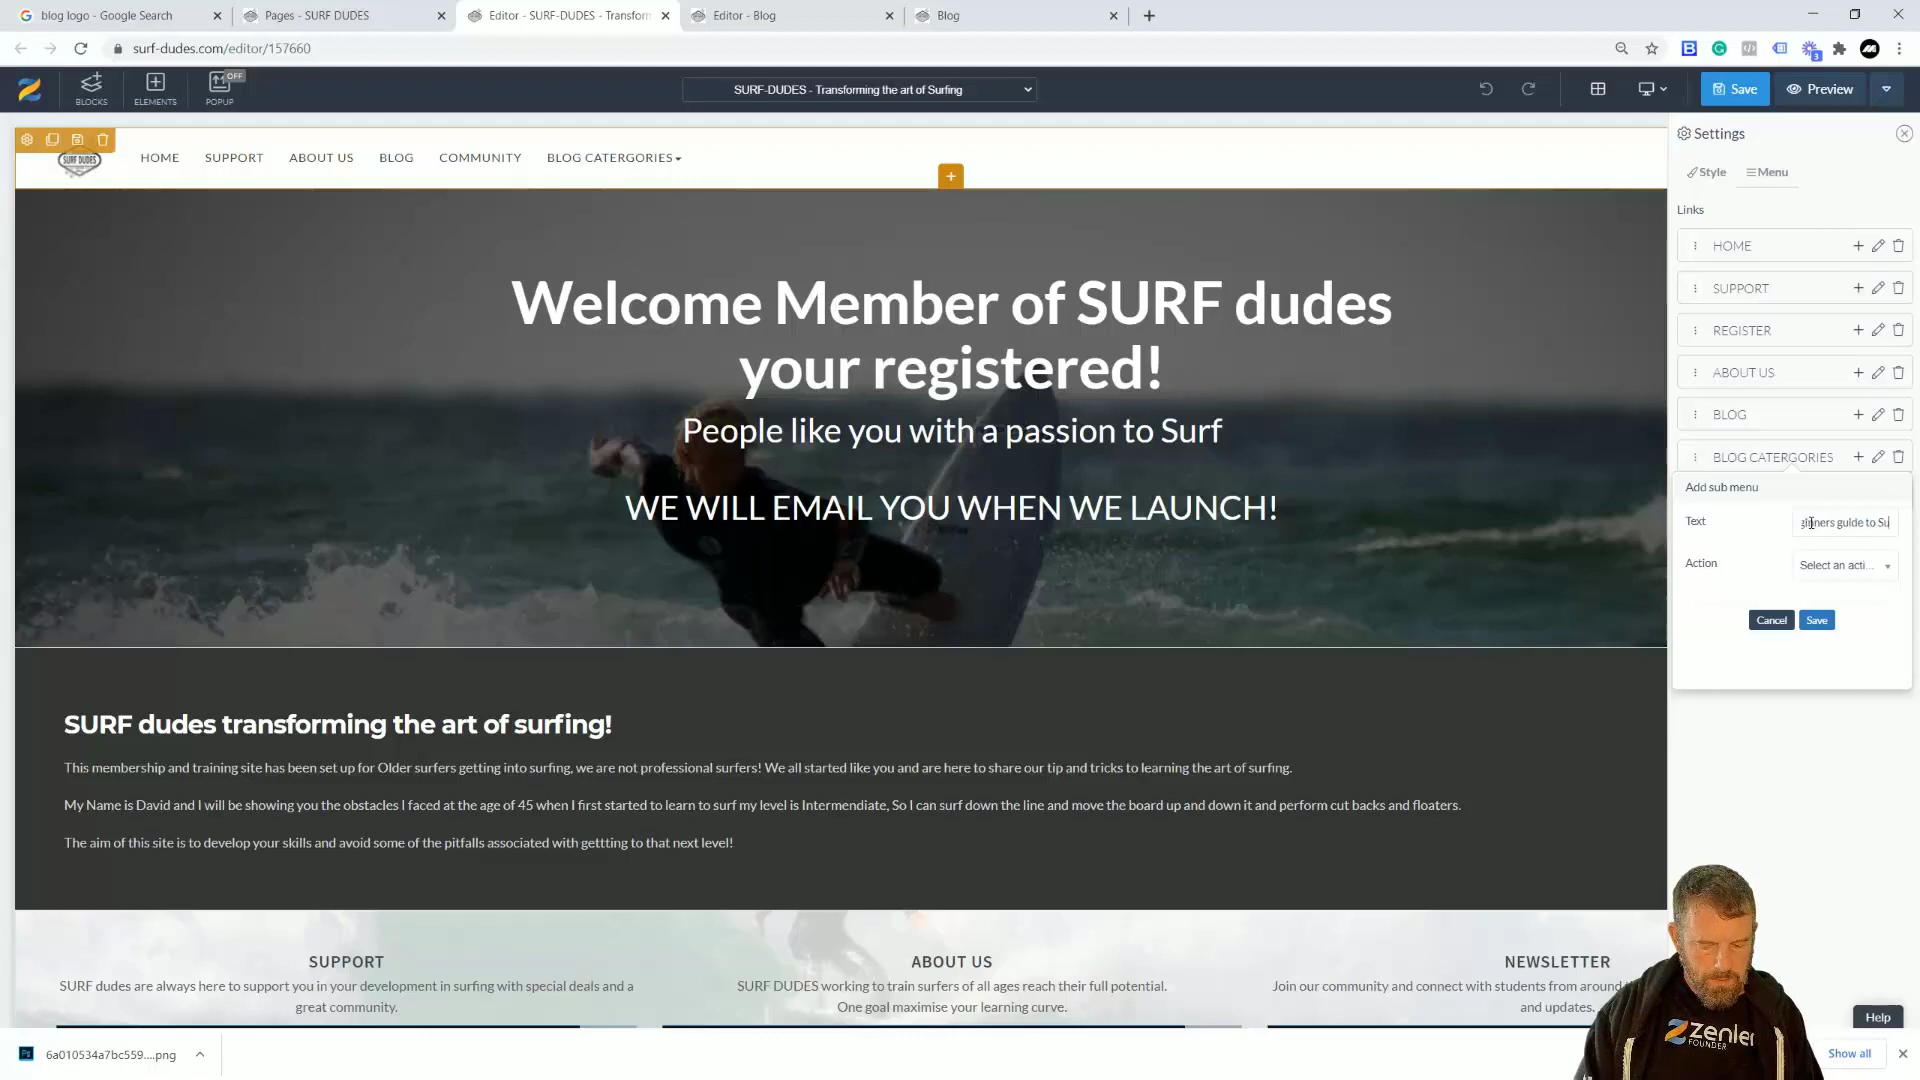 blog logo - Google Search
Pages - SURF DUDES
Editor - SURF-DUDES - Transform
Editor - Blog
Blog
surf-dudes.com/editor/157660
3
BLOCKS
ELEMENTS
OFF
POPUP
SURF-DUDES - Transforming the art of Surfing
Save
Preview
SURF DUDES
HOME
SUPPORT
ABOUT US
BLOG
COMMUNITY
BLOG CATERGORIES
Settings
Style
Menu
Links
HOME
SUPPORT
REGISTER
ABOUT US
BLOG
BLOG CATERGORIES
Add sub menu
Text
ginners guide to Su
Action
Select an acti...
Cancel
Save
Welcome Member of SURF dudes
your registered!
People like you with a passion to Surf
WE WILL EMAIL YOU WHEN WE LAUNCH!
SURF dudes transforming the art of surfing!
This membership and training site has been set up for Older surfers getting into surfing, we are not professional surfers! We all started like you and are here to share our tip and tricks to learning the art of surfing.
My Name is David and I will be showing you the obstacles I faced at the age of 45 when I first started to learn to surf my level is Intermendiate, So I can surf down the line and move the board up and down it and perform cut backs and floaters.
The aim of this site is to develop your skills and avoid some of the pitfalls associated with gettting to that next level!
SUPPORT
SURF dudes are always here to support you in your development in surfing with special deals and a
great community.
ABOUT US
SURF DUDES working to train surfers of all ages reach their full potential.
One goal maximise your learning curve.
NEWSLETTER
Join our community and connect with students from around
and updates.
Help
zenler
FOUNDER
6a010534a7bc559....png
Show all